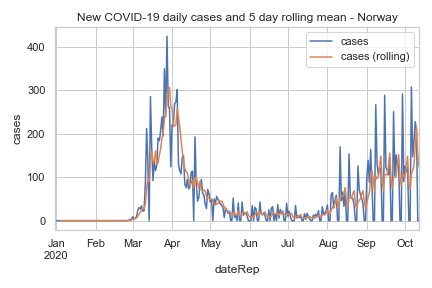 New COVID-19 daily cases and 5 day rolling mean - Norway
cases
cases (rolling)
400
300
200
100
0
cases
Jan Feb Mar Apr May Jun Jul Aug Sep Oct
2020
dateRep